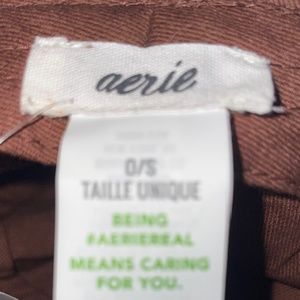 aerie
O/S
TAILLE UNIQUE
BEING
#AERIEREAL
MEANS CARING
FOR YOU.